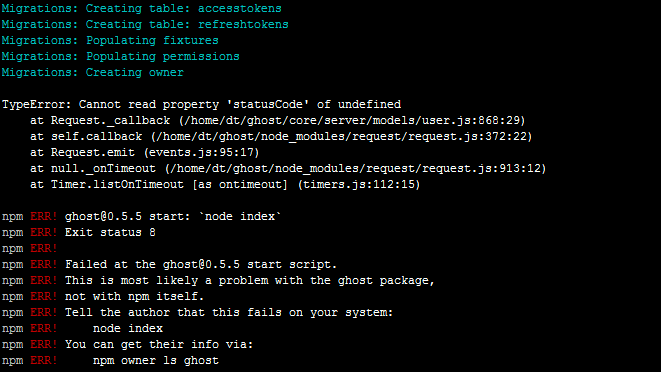 Migrations: Creating table: accesstokens
Migrations: Creating table: refreshtokens
Migrations: Populating fixtures
Migrations: Populating permissions
Migrations: Creating owner
TypeError: Cannot read property 'statusCode' of undefined
    at Request._callback (/home/dt/ghost/core/server/models/user.js:868:29)
    at self.callback (/home/dt/ghost/node_modules/request/request.js:372:22)
    at Request.emit (events.js:95:17)
    at null._onTimeout (/home/dt/ghost/node_modules/request/request.js:913:12)
    at Timer.listOnTimeout [as ontimeout] (timers.js:112:15)
npm ERR! ghost@0.5.5 start: `node index`
npm ERR! Exit status 8
npm ERR!
npm ERR! Failed at the ghost@0.5.5 start script.
npm ERR! This is most likely a problem with the ghost package,
npm ERR! not with npm itself.
npm ERR! Tell the author that this fails on your system:
npm ERR!     node index
npm ERR! You can get their info via:
npm ERR!     npm owner ls ghost